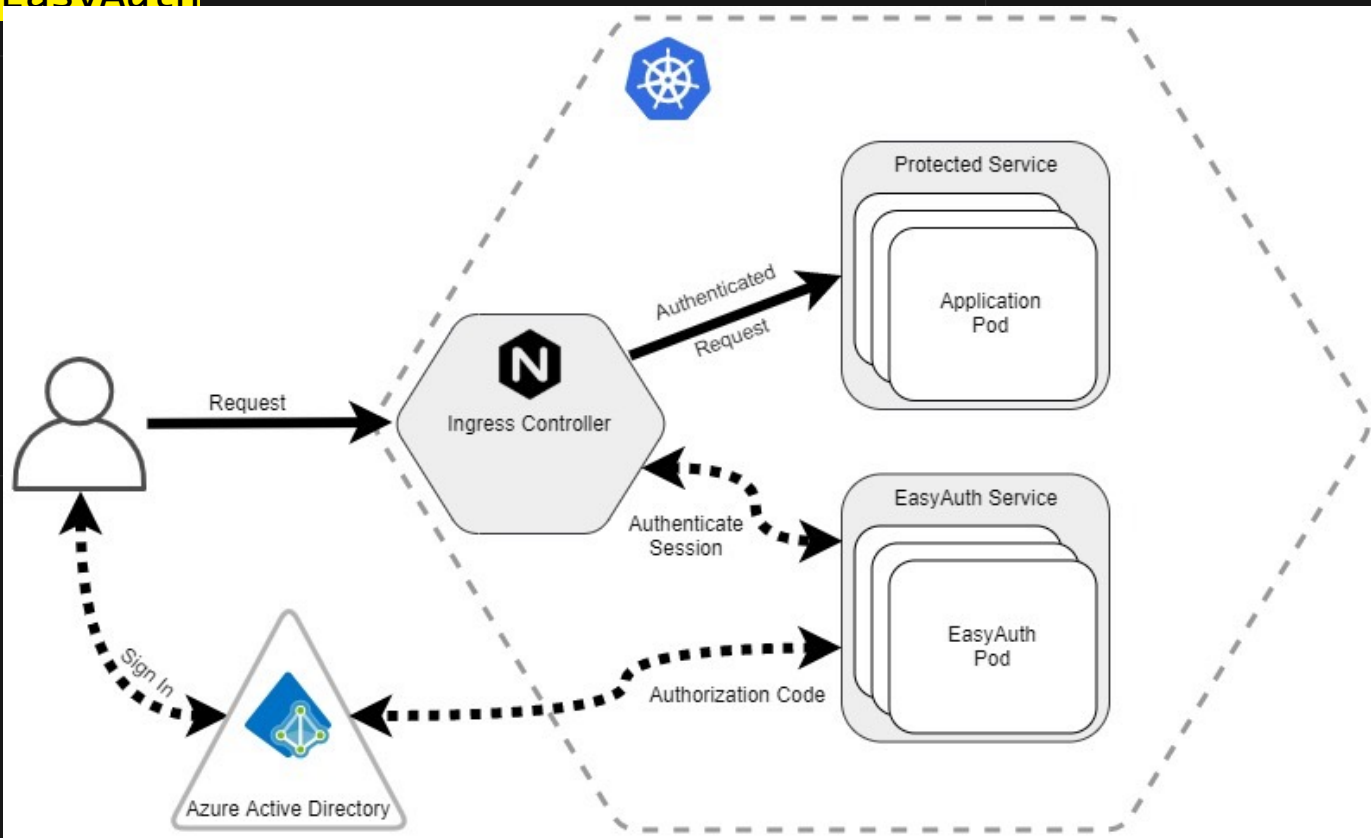 EasyAuth
Protected Service
Application
Pod
Authenticated
Request
N
Ingress Controller
Request
EasyAuth Service
Authenticate
Session
EasyAuth
Pod
Sign In
Authorization Code
Azure Active Directory